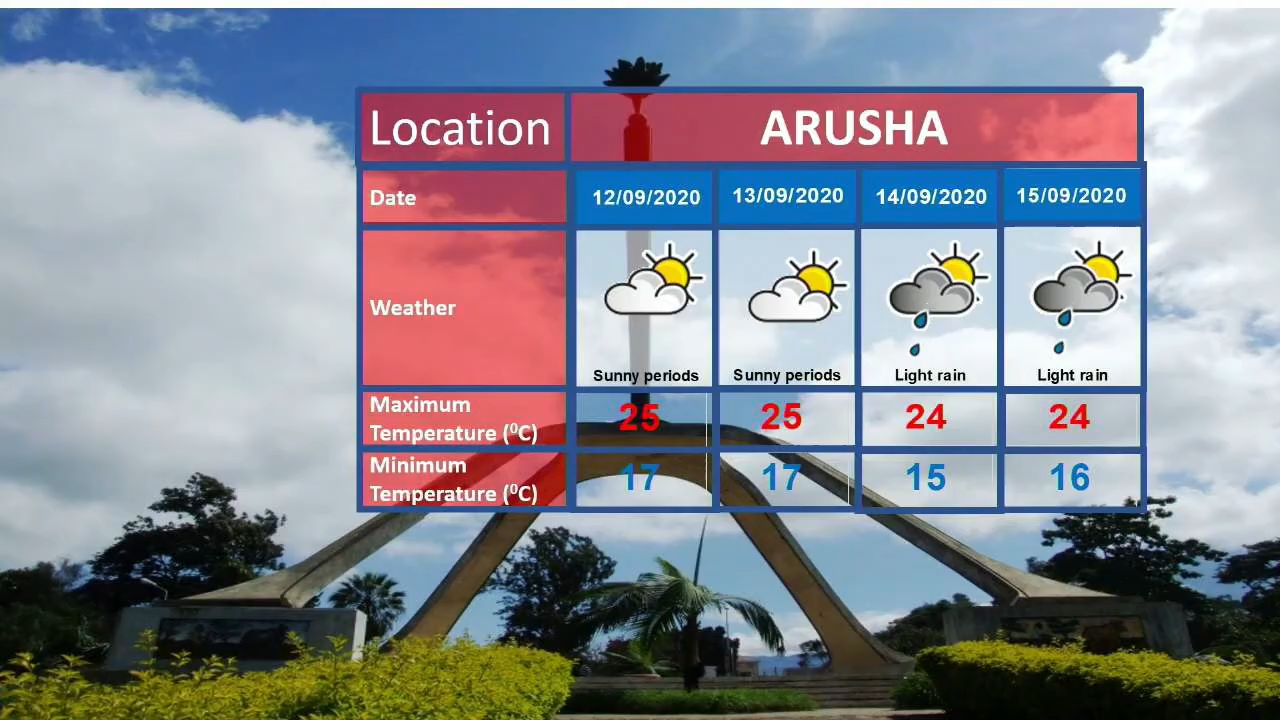 Location ARUSHA
Date 12/09/2020 13/09/2020 14/09/2020 15/09/2020
Weather Sunny periods Sunny periods Light rain Light rain
Maximum
Temperature (⁰C) 25 25 24 24
Minimum
Temperature (⁰C) 17 17 15 16